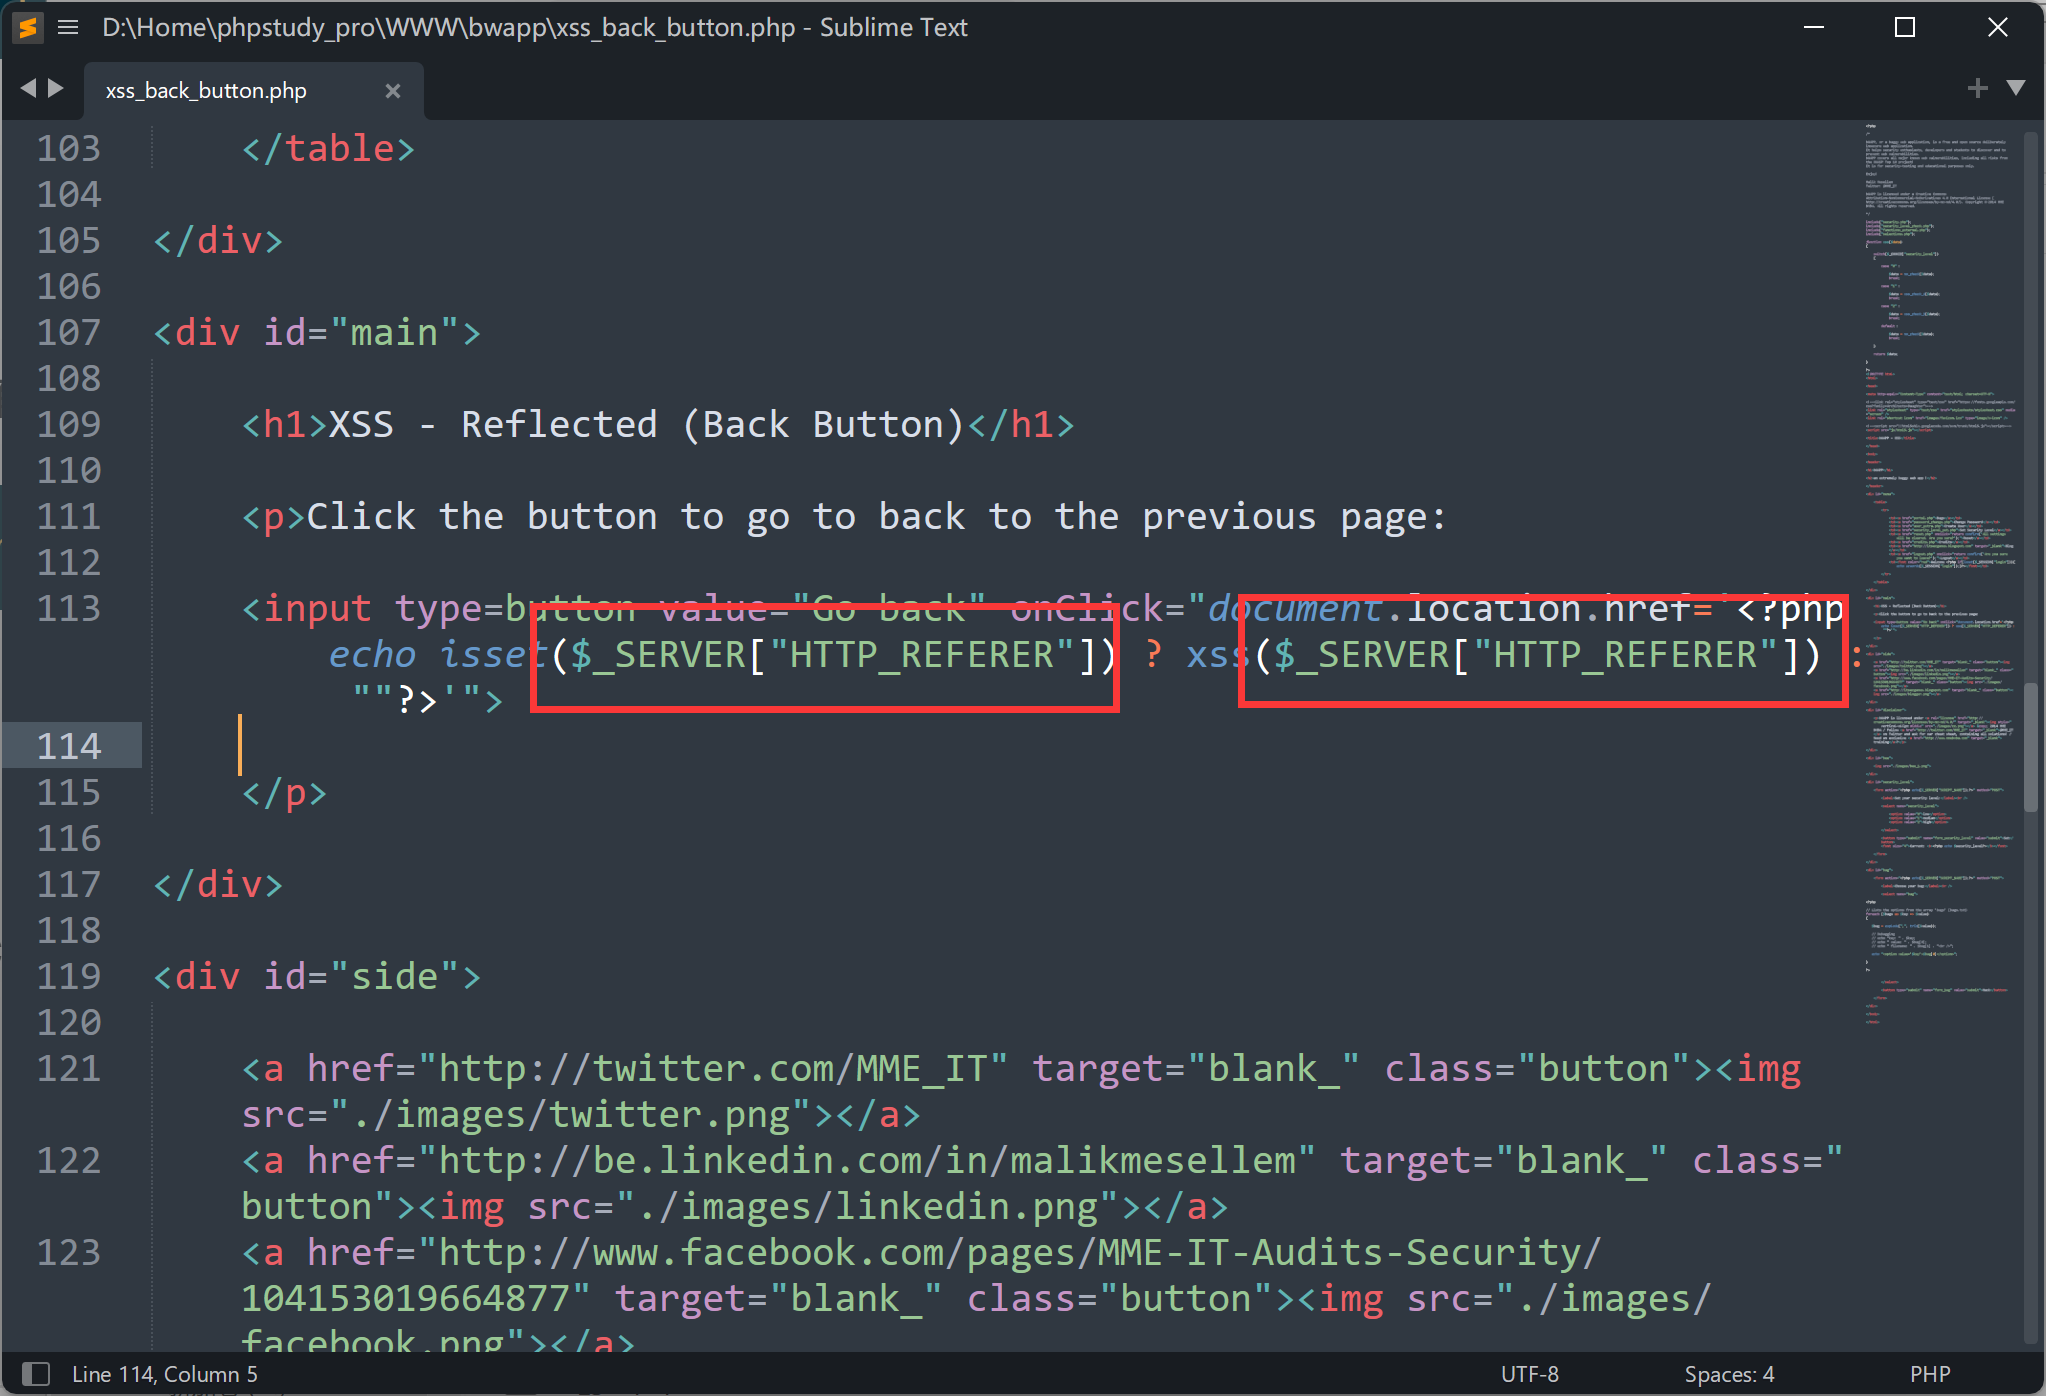 D:\Home\phpstudy_pro\WWW\bwapp\xss_back_button.php - Sublime Text
xss_back_button.php
103 </table>
104
105 </div>
106
107 <div id="main">
108
109 <h1>XSS - Reflected (Back Button)</h1>
110
111 <p>Click the button to go to back to the previous page:
112
113 <input type=button value="Go back" onClick="document.location.href='<?php
echo isset($_SERVER["HTTP_REFERER"]) ? xss($_SERVER["HTTP_REFERER"]) :
""?>'">
114
115 </p>
116
117 </div>
118
119 <div id="side">
120
121 <a href="http://twitter.com/MME_IT" target="blank_" class="button"><img
src="./images/twitter.png"></a>
122 <a href="http://be.linkedin.com/in/malikmesellem" target="blank_" class="
button"><img src="./images/linkedin.png"></a>
123 <a href="http://www.facebook.com/pages/MME-IT-Audits-Security/
104153019664877" target="blank_" class="button"><img src="./images/
facebook.png"></a>
Line 114, Column 5
UTF-8
Spaces: 4
PHP